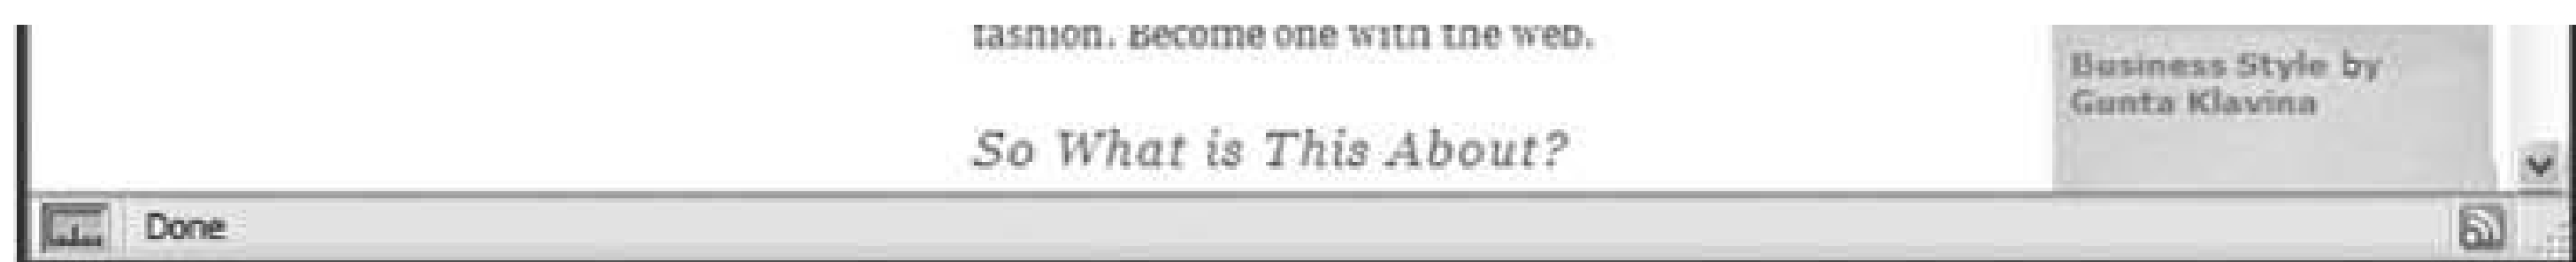 fashion. Become one with the web.
So What is This About?
Business Style by
Gunta Klavina
Done